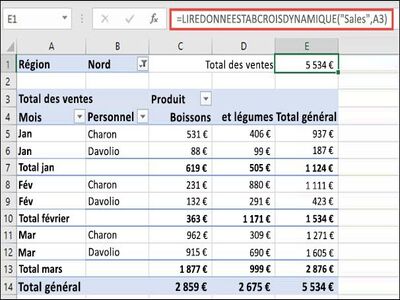 E1 =LIREDONNEESTABCROISDYNAMIQUE("Sales",A3)
A B C D E
1 Région Nord Total des ventes 5 534 €
2
3 Total des ventes Produit
4 Mois Personnel Boissons et légumes Total général
5 Jan Charon 531 € 406 € 937 €
6 Jan Davolio 88 € 99 € 187 €
7 Total jan 619 € 505 € 1 124 €
8 Fév Charon 231 € 880 € 1 111 €
9 Fév Davolio 132 € 291 € 423 €
10 Total février 363 € 1 171 € 1 534 €
11 Mar Charon 962 € 309 € 1 271 €
12 Mar Davolio 915 € 690 € 1 605 €
13 Total mars 1 877 € 999 € 2 876 €
14 Total général 2 859 € 2 675 € 5 534 €